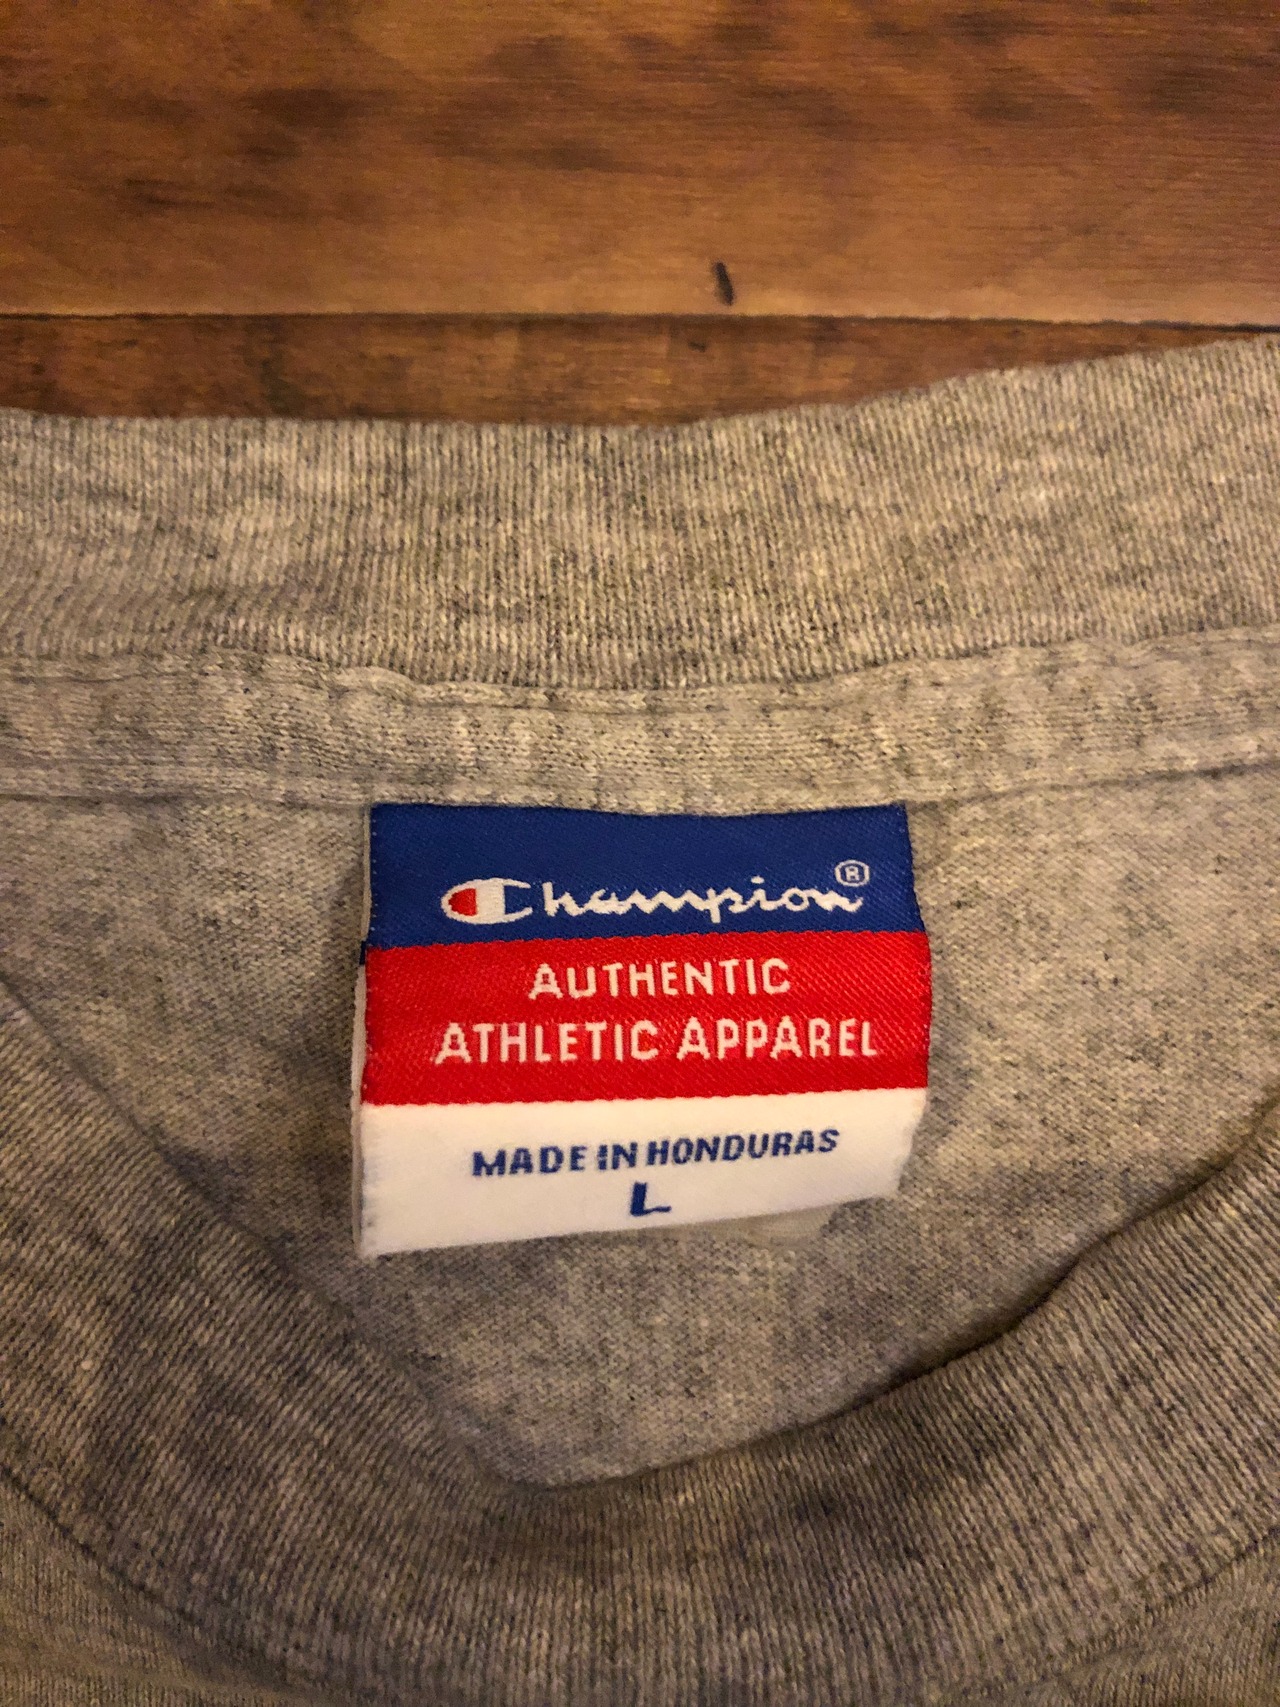 Champion®
AUTHENTIC
ATHLETIC APPAREL
MADE IN HONDURAS
L